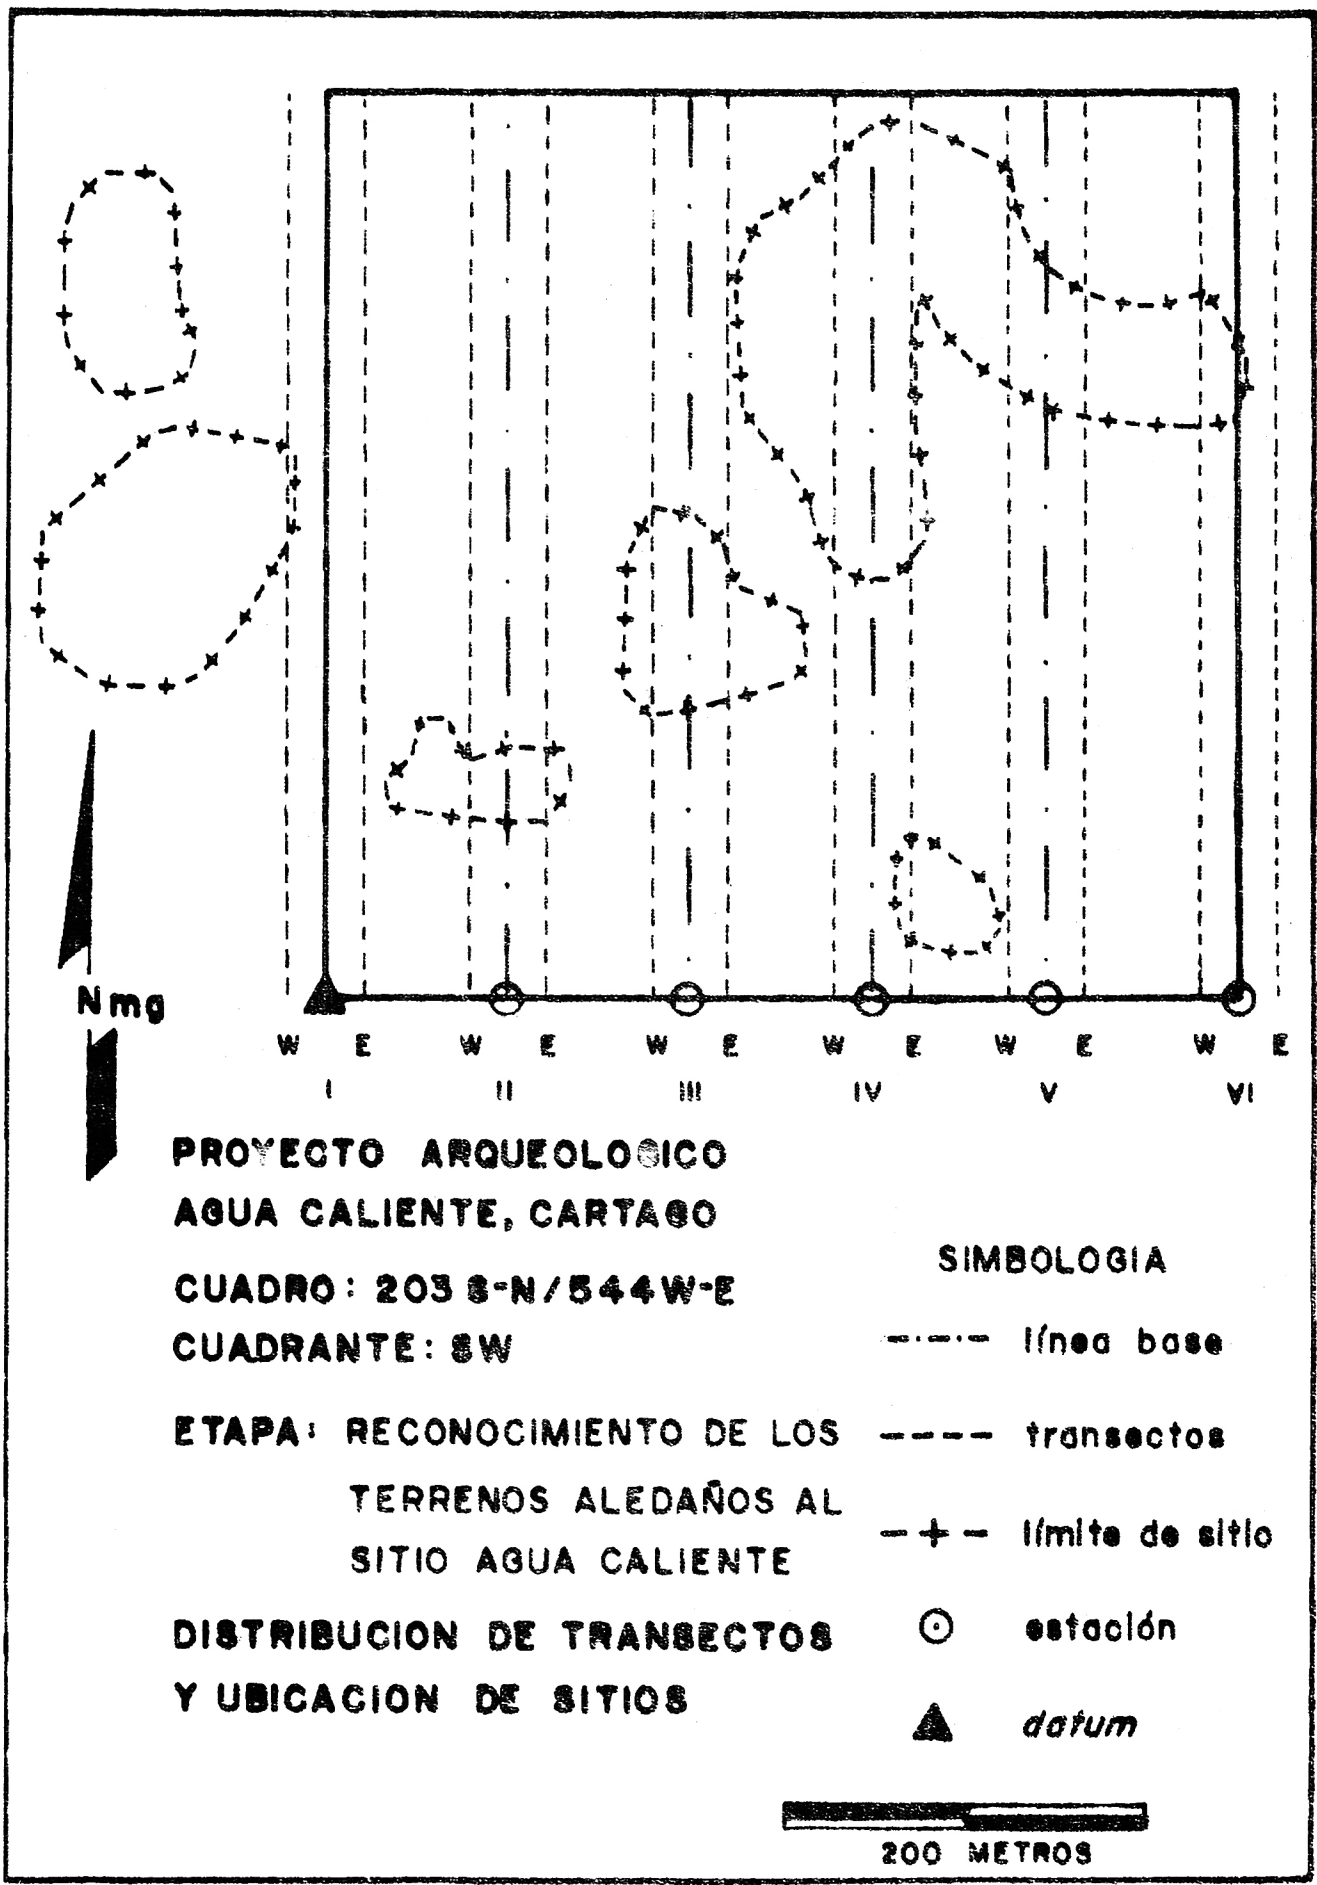 Nmg
W E W E W E W E W E W E
I II III IV V VI
PROYECTO ARQUEOLOGICO
AGUA CALIENTE, CARTAGO
CUADRO: 203 S-N/544W-E
CUADRANTE: SW
ETAPA: RECONOCIMIENTO DE LOS
TERRENOS ALEDAÑOS AL
SITIO AGUA CALIENTE
DISTRIBUCION DE TRANSECTOS
Y UBICACION DE SITIOS
SIMBOLOGIA
línea base
transectos
límite de sitio
estación
datum
200 METROS